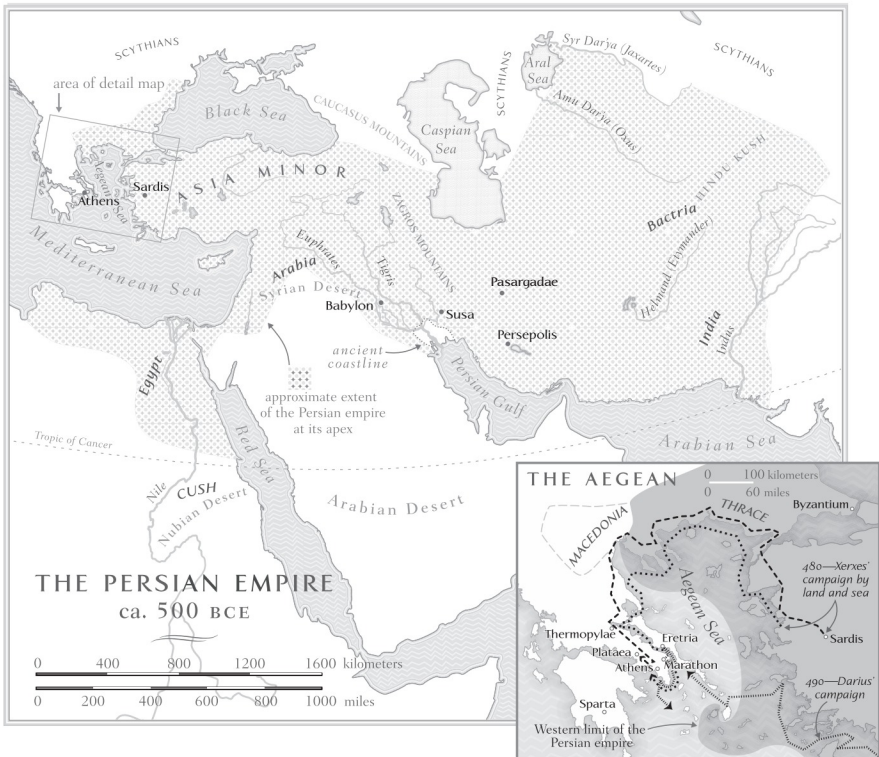 SCYTHIANS
SCYTHIANS
SCYTHIANS
Syr Dar'ya (Jaxartes)
Aral
Sea
area of detail map
Black Sea
CAUCASUS MOUNTAINS
Caspian
Sea
Amu Dar'ya (Oxus)
Aegean Sea
Athens
Sardis
ASIA MINOR
ZAGROS MOUNTAINS
HINDU KUSH
Bactria
Helmand (Etymander)
Mediterranean Sea
Euphrates
Tigris
Arabia
Syrian Desert
Babylon
Susa
Pasargadae
Persepolis
India
Indus
ancient
coastline
Persian Gulf
Egypt
approximate extent
of the Persian empire
at its apex
Tropic of Cancer
Red Sea
Arabian Sea
Nile
CUSH
Nubian Desert
Arabian Desert
THE PERSIAN EMPIRE
ca. 500 BCE
0 400 800 1200 1600 kilometers
0 200 400 600 800 1000 miles
THE AEGEAN
0 100 kilometers
0 60 miles
MACEDONIA
THRACE
Byzantium
Aegean Sea
480—Xerxes'
campaign by
land and sea
Sardis
Thermopylae
Eretria
Plataea
Athens
Marathon
Sparta
490—Darius'
campaign
Western limit of the
Persian empire